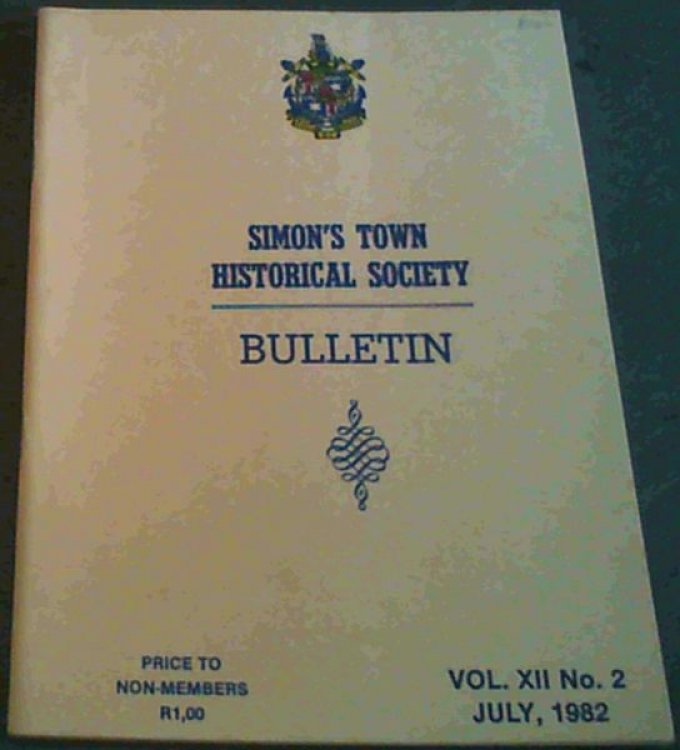 SIMON'S TOWN
HISTORICAL SOCIETY
BULLETIN
PRICE TO
NON-MEMBERS
R1,00
VOL. XII No. 2
JULY, 1982